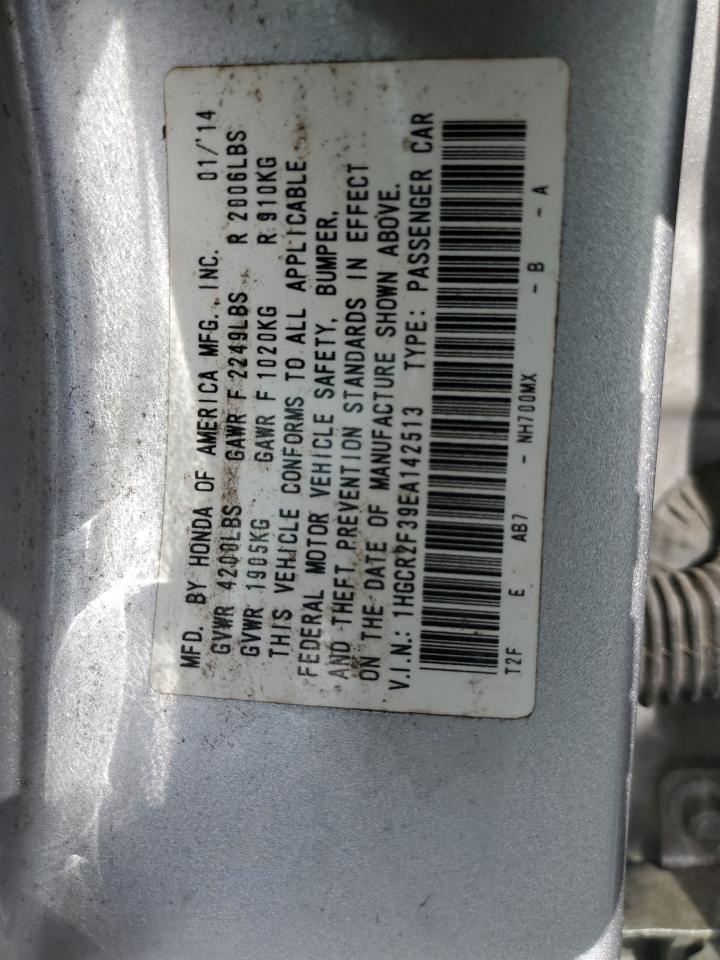 MFD. BY HONDA OF AMERICA MFG. INC. 01/'14
GVWR 4200LBS GAWR F 2249LBS R 2006LBS
GVWR 1905KG GAWR F 1020KG R 910KG
THIS VEHICLE CONFORMS TO ALL APPLICABLE
FEDERAL MOTOR VEHICLE SAFETY, BUMPER,
AND THEFT PREVENTION STANDARDS IN EFFECT
ON THE DATE OF MANUFACTURE SHOWN ABOVE.
V.I.N.: 1HGCR2F39EA142513 TYPE: PASSENGER CAR
T2F E AB7 - NH700MX - B - A